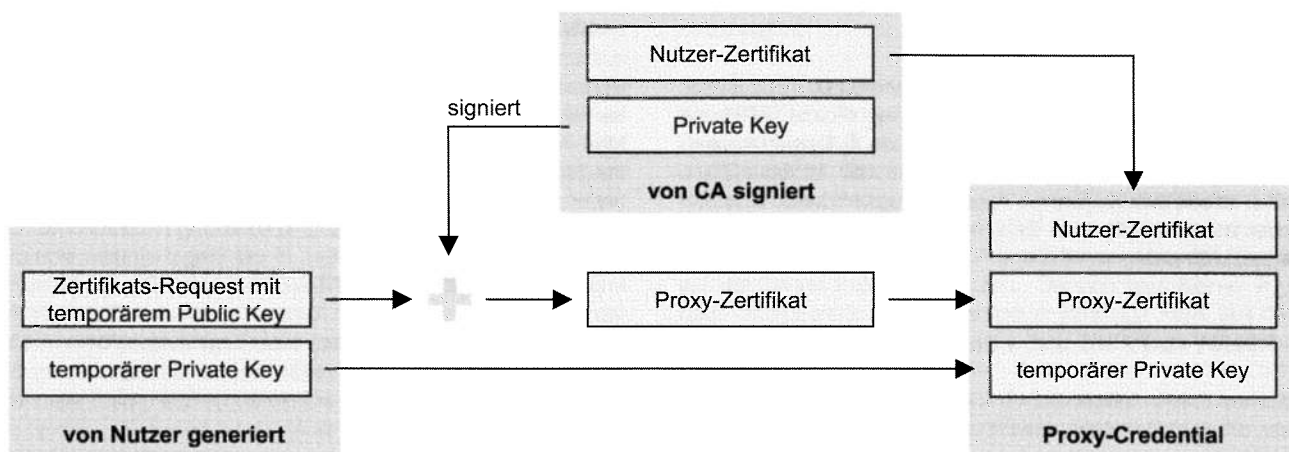 Nutzer-Zertifikat
signiert
Private Key
von CA signiert
Nutzer-Zertifikat
Zertifikats-Request mit
temporärem Public Key
Proxy-Zertifikat
Proxy-Zertifikat
temporärer Private Key
temporärer Private Key
von Nutzer generiert
Proxy-Credential